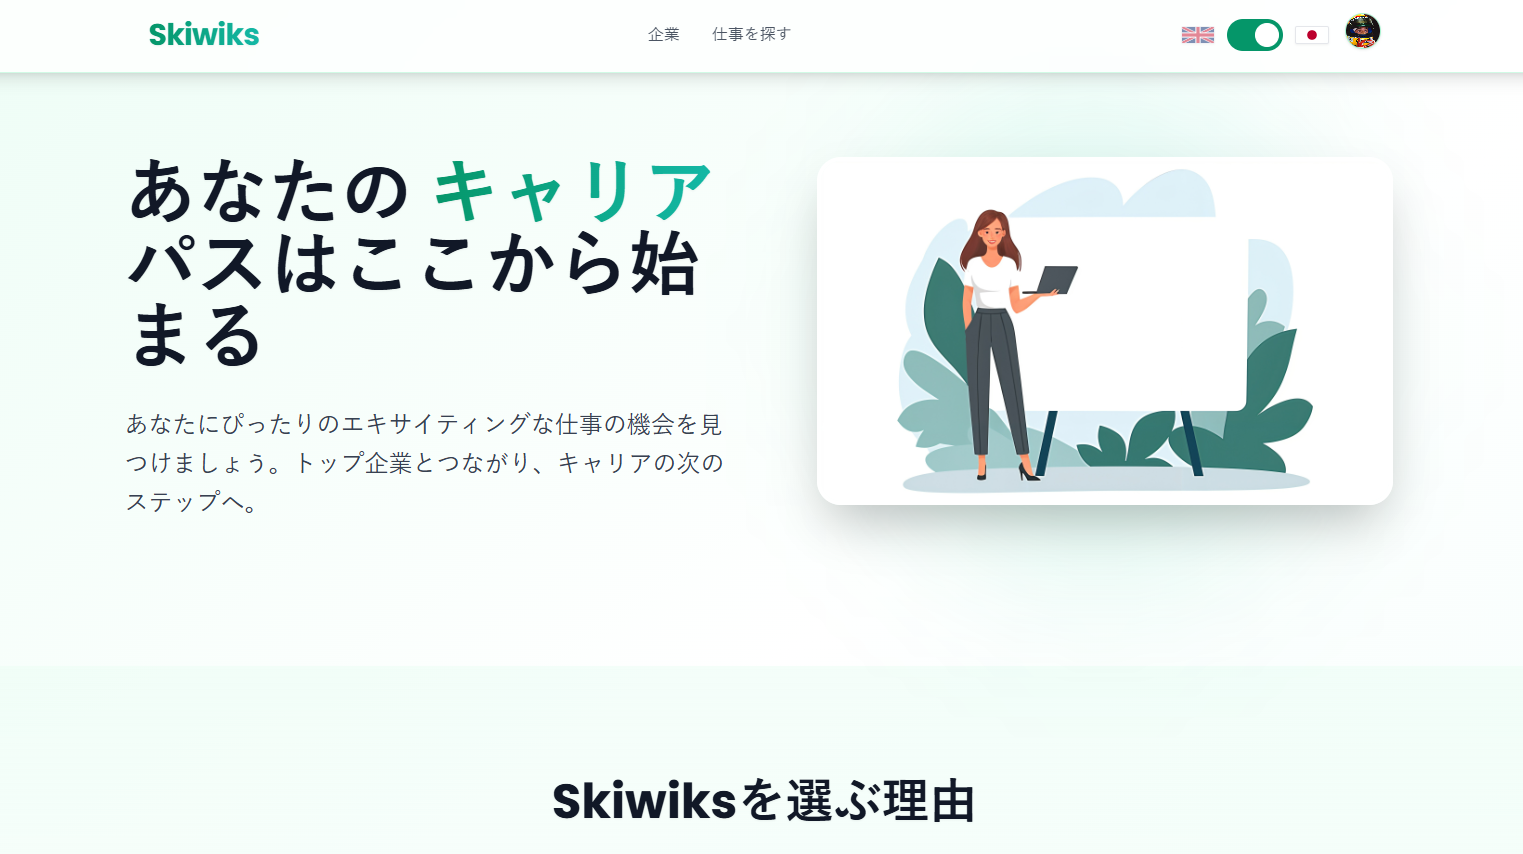 Skiwiks
企業
仕事を探す
あなたの キャリア
パスはここから始
まる
あなたにぴったりのエキサイティングな仕事の機会を見
つけましょう。トップ企業とつながり、キャリアの次の
ステップへ。
Skiwiksを選ぶ理由